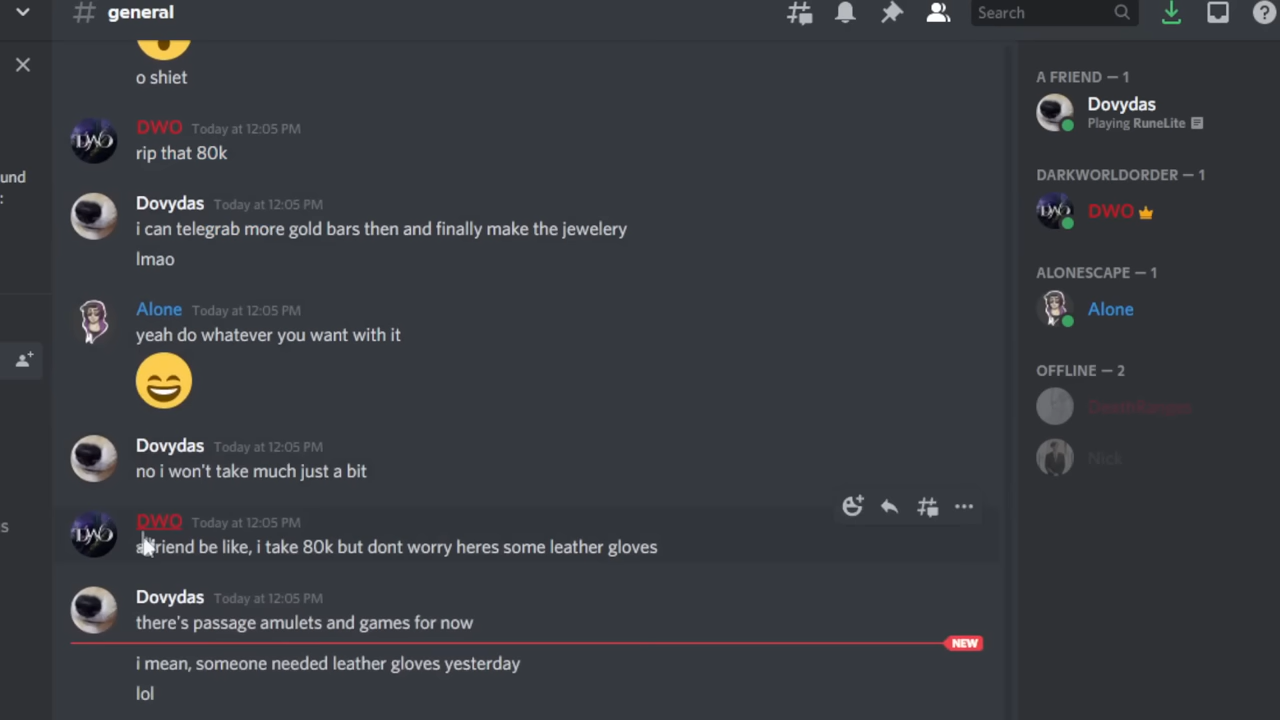 general
Search
o shiet
DWO Today at 12:05 PM
rip that 80k
Dovydas Today at 12:05 PM
i can telegrab more gold bars then and finally make the jewelery
lmao
Alone Today at 12:05 PM
yeah do whatever you want with it
Dovydas Today at 12:05 PM
no i won't take much just a bit
DWO Today at 12:05 PM
a friend be like, i take 80k but dont worry heres some leather gloves
Dovydas Today at 12:05 PM
there's passage amulets and games for now
NEW
i mean, someone needed leather gloves yesterday
lol
und
:
s
A FRIEND — 1
Dovydas
Playing RuneLite
DARKWORLDORDER — 1
DWO
ALONESCAPE — 1
Alone
OFFLINE — 2
Nick
DWO
DWO
DWO